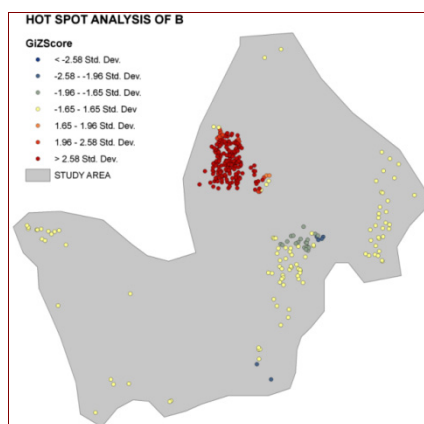 HOT SPOT ANALYSIS OF B
GiZScore
< -2.58 Std. Dev.
-2.58 - -1.96 Std. Dev.
-1.96 - -1.65 Std. Dev.
-1.65 - 1.65 Std. Dev
1.65 - 1.96 Std. Dev.
1.96 - 2.58 Std. Dev.
> 2.58 Std. Dev.
STUDY AREA